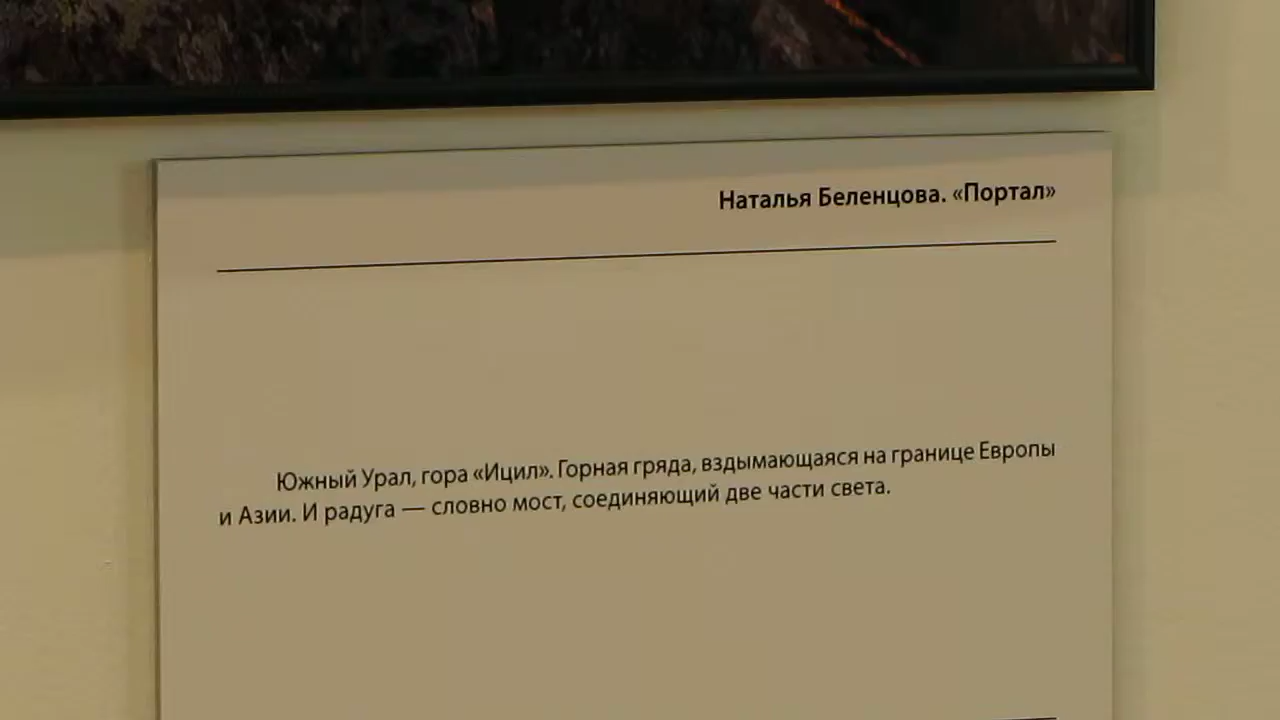 Наталья Беленцова. «Портал»
Южный Урал, гора «Ицил». Горная гряда, вздымающаяся на границе Европы
и Азии. И радуга — словно мост, соединяющий две части света.